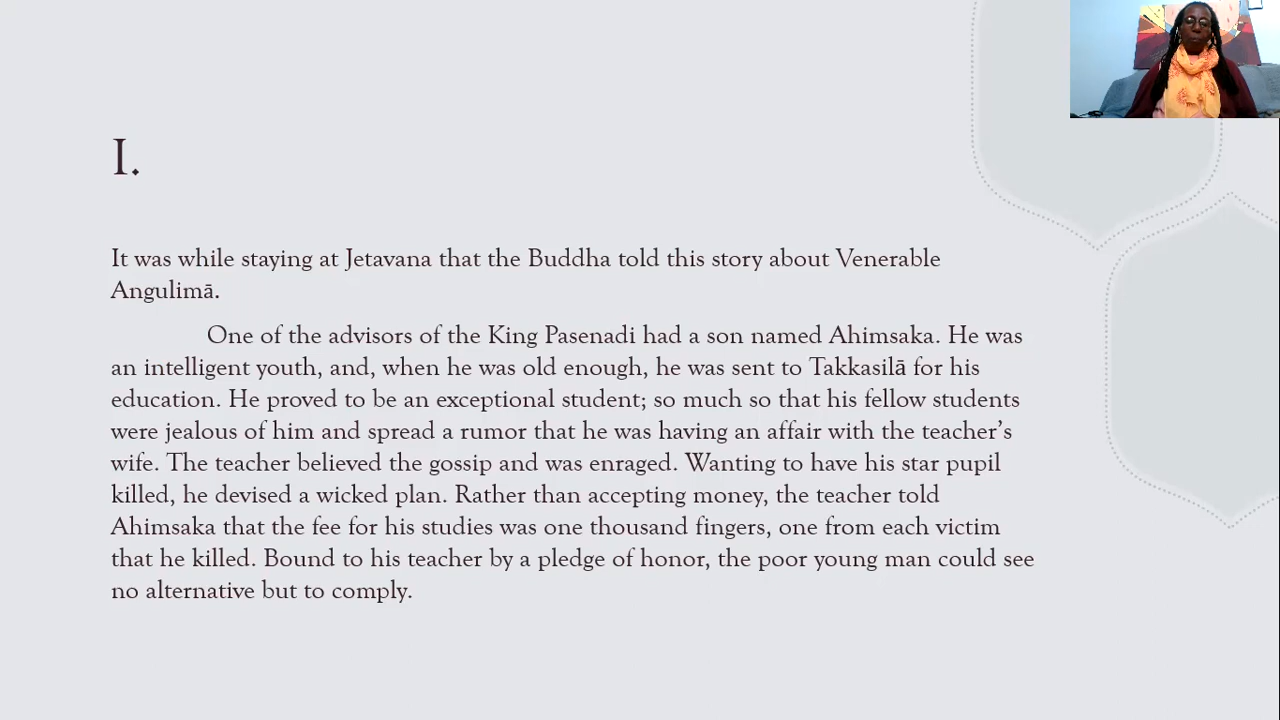 I.
It was while staying at Jetavana that the Buddha told this story about Venerable
Angulimā.
One of the advisors of the King Pasenadi had a son named Ahimsaka. He was
an intelligent youth, and, when he was old enough, he was sent to Takkasilā for his
education. He proved to be an exceptional student; so much so that his fellow students
were jealous of him and spread a rumor that he was having an affair with the teacher’s
wife. The teacher believed the gossip and was enraged. Wanting to have his star pupil
killed, he devised a wicked plan. Rather than accepting money, the teacher told
Ahimsaka that the fee for his studies was one thousand fingers, one from each victim
that he killed. Bound to his teacher by a pledge of honor, the poor young man could see
no alternative but to comply.